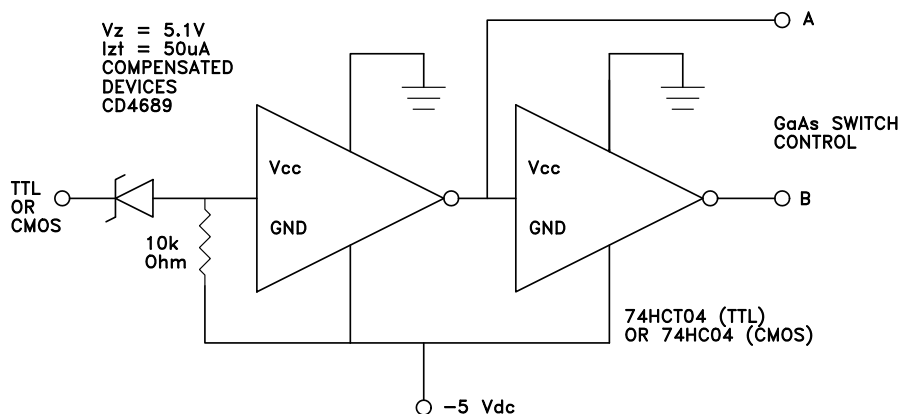 Vz = 5.1V
Izt = 50uA
COMPENSATED
DEVICES
CD4689
A
GaAs SWITCH
CONTROL
TTL
OR
CMOS
Vcc
GND
Vcc
GND
B
10k
Ohm
74HCT04 (TTL)
OR 74HC04 (CMOS)
-5 Vdc